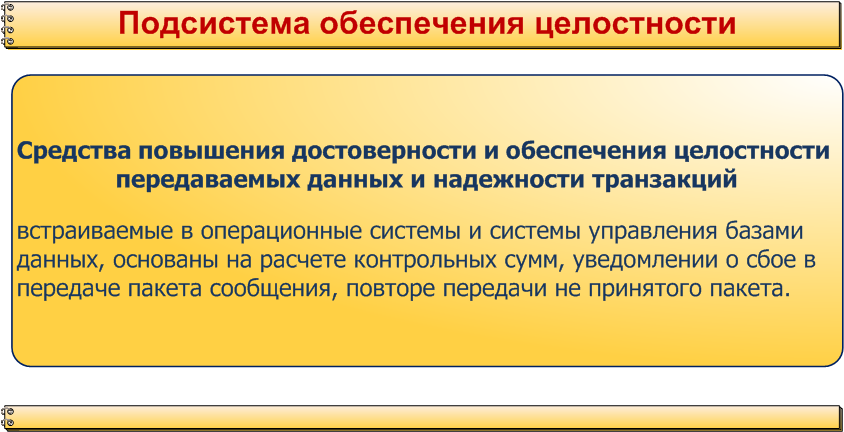 Подсистема обеспечения целостности
Средства повышения достоверности и обеспечения целостности
передаваемых данных и надежности транзакций
встраиваемые в операционные системы и системы управления базами
данных, основаны на расчете контрольных сумм, уведомлении о сбое в
передаче пакета сообщения, повторе передачи не принятого пакета.